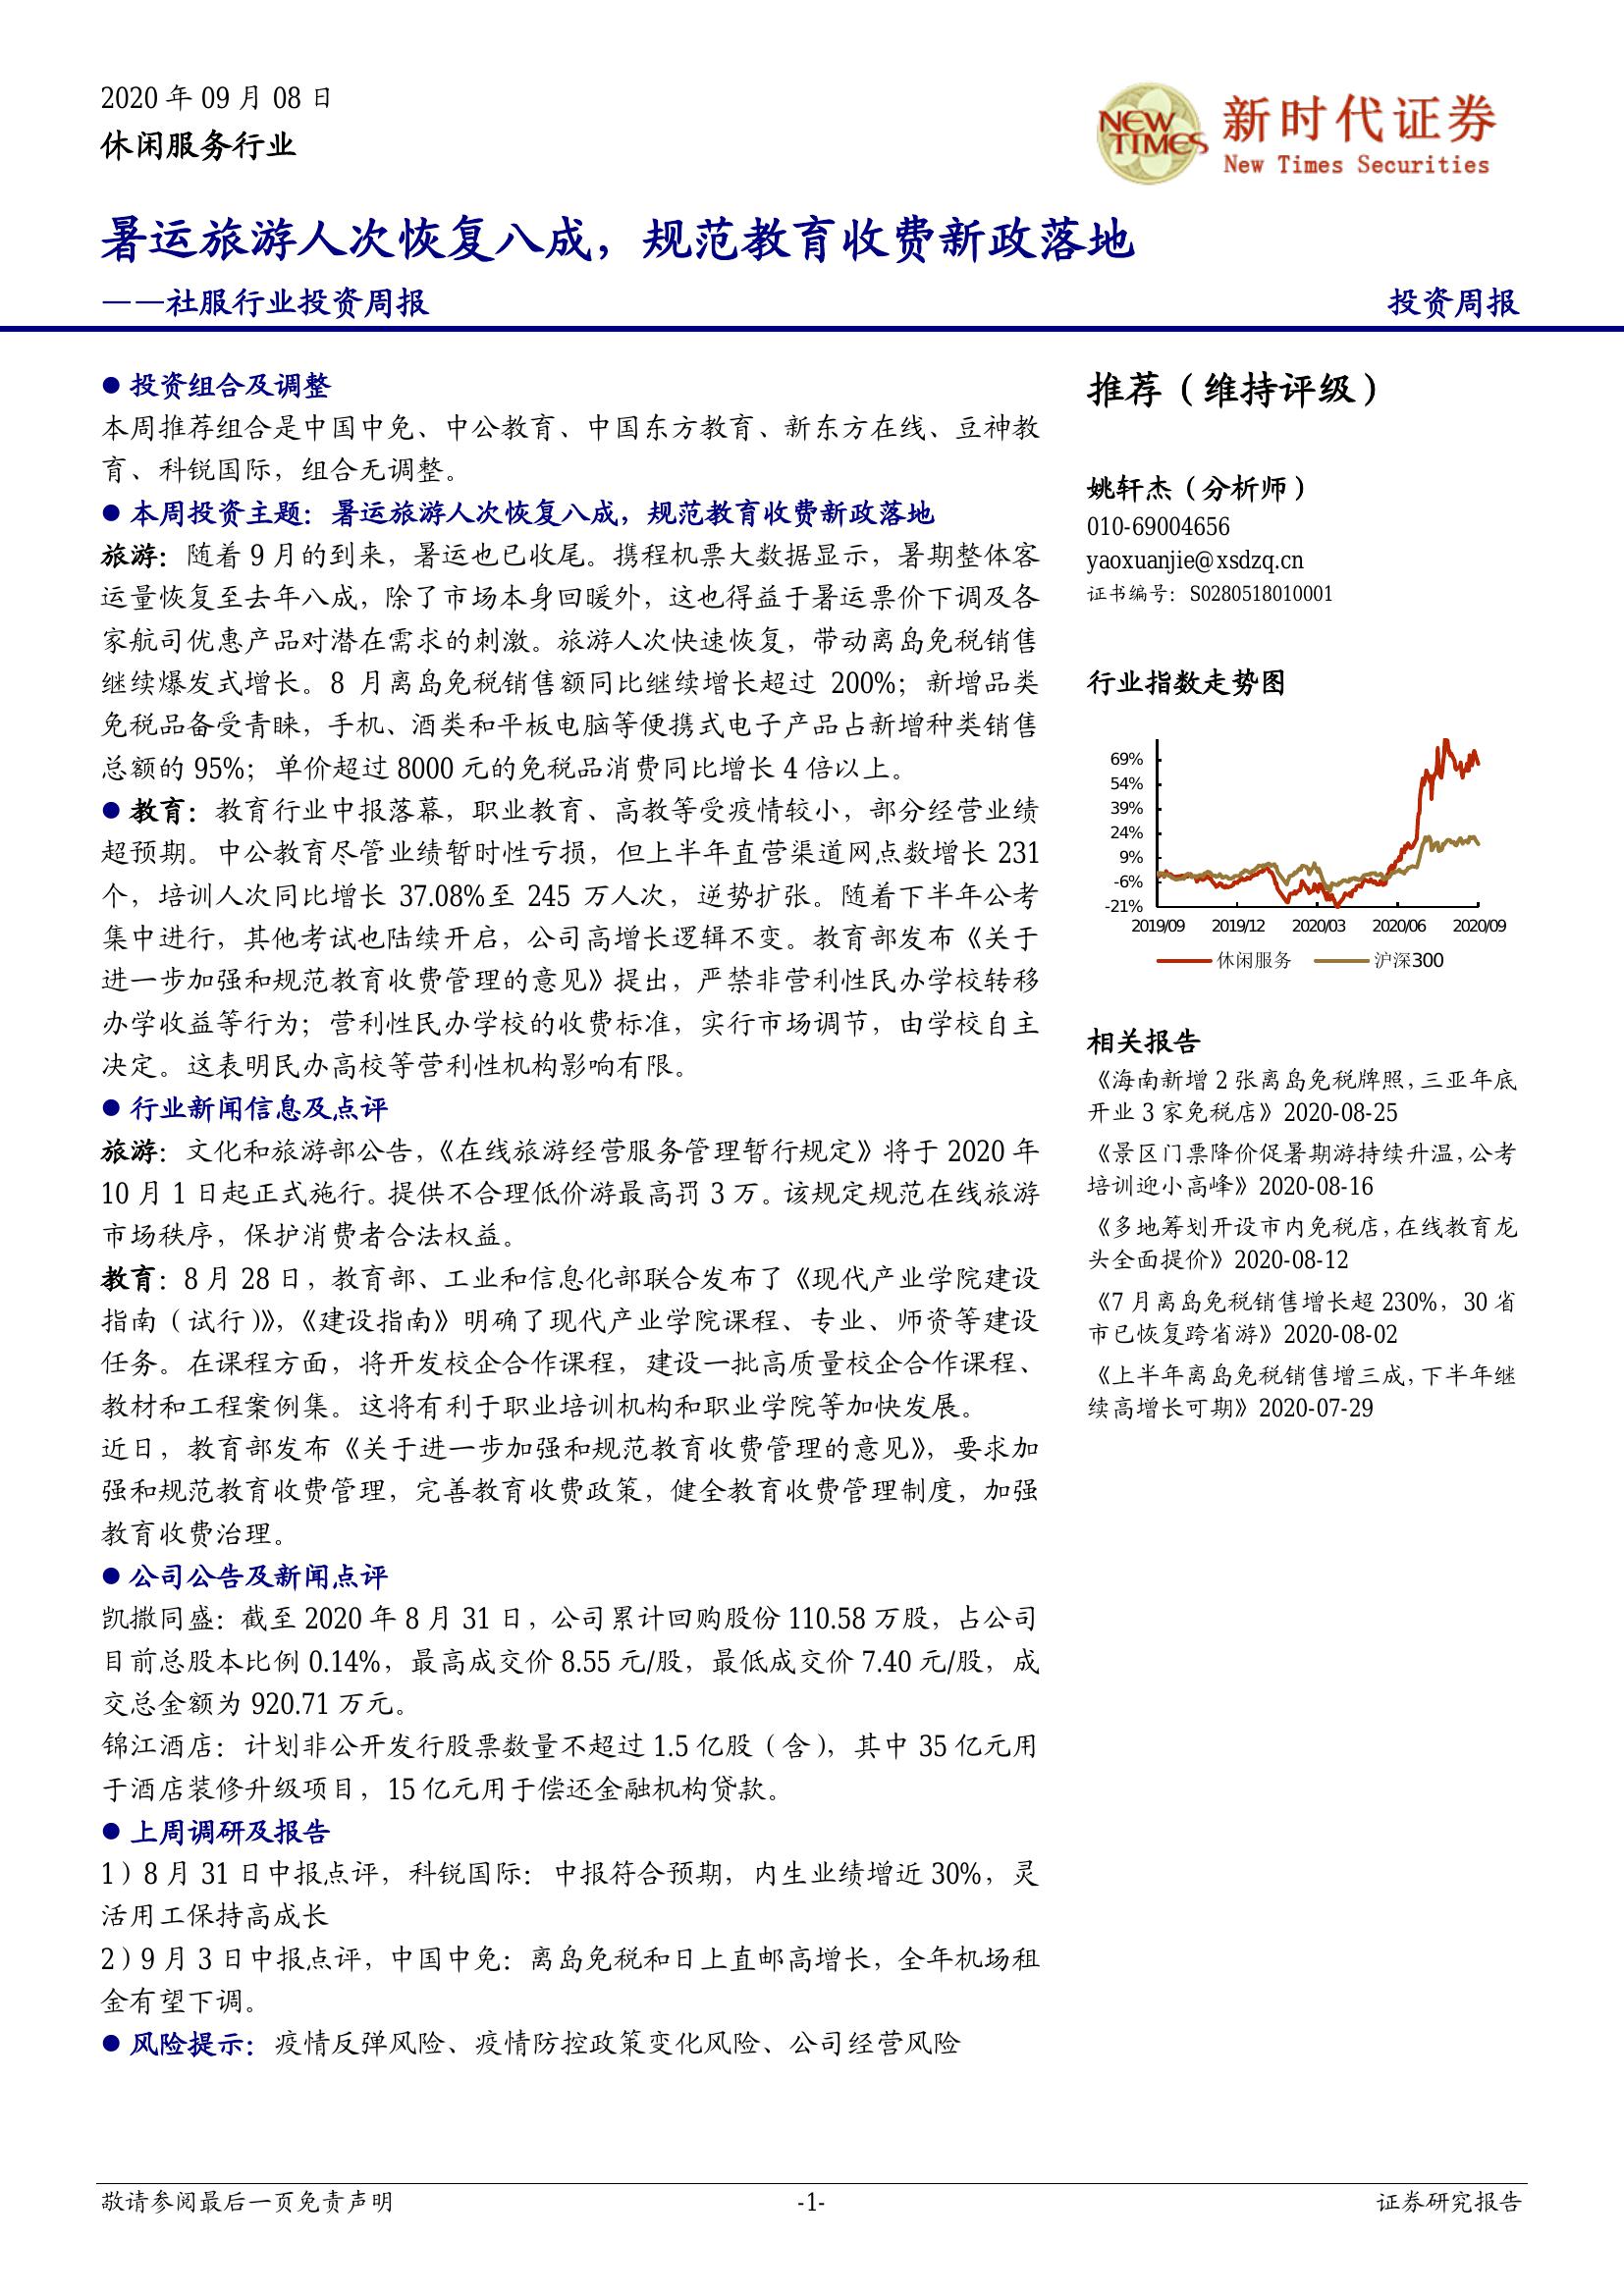 2020 年 09 月 08 日
休闲服务行业
NEW TIMES
新时代证券
New Times Securities
暑运旅游人次恢复八成，规范教育收费新政落地
——社服行业投资周报
投资周报
● 投资组合及调整
本周推荐组合是中国中免、中公教育、中国东方教育、新东方在线、豆神教
育、科锐国际，组合无调整。
● 本周投资主题：暑运旅游人次恢复八成，规范教育收费新政落地
旅游：随着 9 月的到来，暑运也已收尾。携程机票大数据显示，暑期整体客
运量恢复至去年八成，除了市场本身回暖外，这也得益于暑运票价下调及各
家航司优惠产品对潜在需求的刺激。旅游人次快速恢复，带动离岛免税销售
继续爆发式增长。8 月离岛免税销售额同比继续增长超过 200%；新增品类
免税品备受青睐，手机、酒类和平板电脑等便携式电子产品占新增种类销售
总额的 95%；单价超过 8000 元的免税品消费同比增长 4 倍以上。
● 教育：教育行业中报落幕，职业教育、高教等受疫情较小，部分经营业绩
超预期。中公教育尽管业绩暂时性亏损，但上半年直营渠道网点数增长 231
个，培训人次同比增长 37.08%至 245 万人次，逆势扩张。随着下半年公考
集中进行，其他考试也陆续开启，公司高增长逻辑不变。教育部发布《关于
进一步加强和规范教育收费管理的意见》提出，严禁非营利性民办学校转移
办学收益等行为；营利性民办学校的收费标准，实行市场调节，由学校自主
决定。这表明民办高校等营利性机构影响有限。
● 行业新闻信息及点评
旅游：文化和旅游部公告，《在线旅游经营服务管理暂行规定》将于 2020 年
10 月 1 日起正式施行。提供不合理低价游最高罚 3 万。该规定规范在线旅游
市场秩序，保护消费者合法权益。
教育：8 月 28 日，教育部、工业和信息化部联合发布了《现代产业学院建设
指南（试行）》，《建设指南》明确了现代产业学院课程、专业、师资等建设
任务。在课程方面，将开发校企合作课程，建设一批高质量校企合作课程、
教材和工程案例集。这将有利于职业培训机构和职业学院等加快发展。
近日，教育部发布《关于进一步加强和规范教育收费管理的意见》，要求加
强和规范教育收费管理，完善教育收费政策，健全教育收费管理制度，加强
教育收费治理。
● 公司公告及新闻点评
凯撒同盛：截至 2020 年 8 月 31 日，公司累计回购股份 110.58 万股，占公司
目前总股本比例 0.14%，最高成交价 8.55 元/股，最低成交价 7.40 元/股，成
交总金额为 920.71 万元。
锦江酒店：计划非公开发行股票数量不超过 1.5 亿股（含），其中 35 亿元用
于酒店装修升级项目，15 亿元用于偿还金融机构贷款。
● 上周调研及报告
1）8 月 31 日中报点评，科锐国际：中报符合预期，内生业绩增近 30%，灵
活用工保持高成长
2）9 月 3 日中报点评，中国中免：离岛免税和日上直邮高增长，全年机场租
金有望下调。
● 风险提示：疫情反弹风险、疫情防控政策变化风险、公司经营风险
推荐（维持评级）
姚轩杰（分析师）
010-69004656
yaoxuanjie@xsdzq.cn
证书编号：S0280518010001
行业指数走势图
69%
54%
39%
24%
9%
-6%
-21%
2019/09 2019/12 2020/03 2020/06 2020/09
休闲服务 沪深300
相关报告
《海南新增 2 张离岛免税牌照，三亚年底
开业 3 家免税店》2020-08-25
《景区门票降价促暑期游持续升温，公考
培训迎小高峰》2020-08-16
《多地筹划开设市内免税店，在线教育龙
头全面提价》2020-08-12
《7 月离岛免税销售增长超 230%，30 省
市已恢复跨省游》2020-08-02
《上半年离岛免税销售增三成，下半年继
续高增长可期》2020-07-29
敬请参阅最后一页免责声明
-1-
证券研究报告